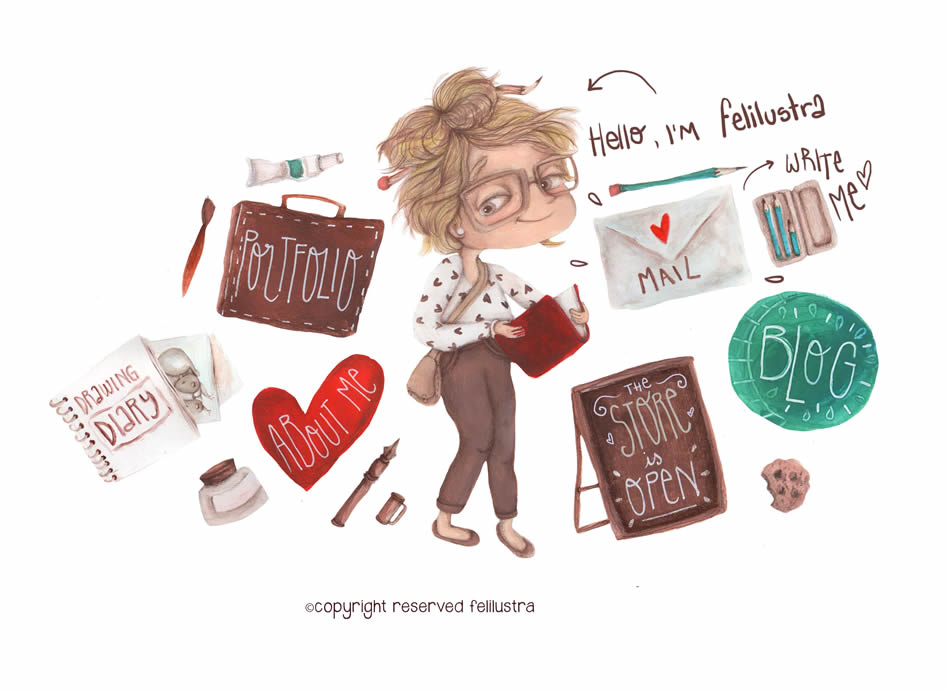 Hello, I'M felilustra
WRITE
ME
PORTFOLIO
MAIL
BLOG
DRAWING
DIARY
ABOUT ME
THE
STORE
is
OPEN
©copyright reserved felilustra